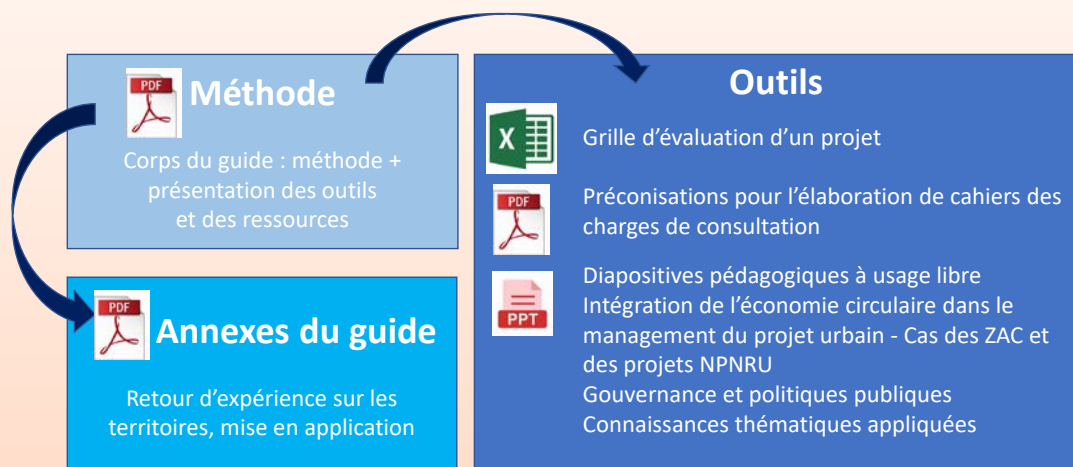 PDF
Méthode
Corps du guide : méthode +
présentation des outils
et des ressources
PDF
Annexes du guide
Retour d'expérience sur les
territoires, mise en application
Outils
X
Grille d'évaluation d'un projet
PDF
Préconisations pour l'élaboration de cahiers des
charges de consultation
PPT
Diapositives pédagogiques à usage libre
Intégration de l'économie circulaire dans le
management du projet urbain - Cas des ZAC et
des projets NPNRU
Gouvernance et politiques publiques
Connaissances thématiques appliquées